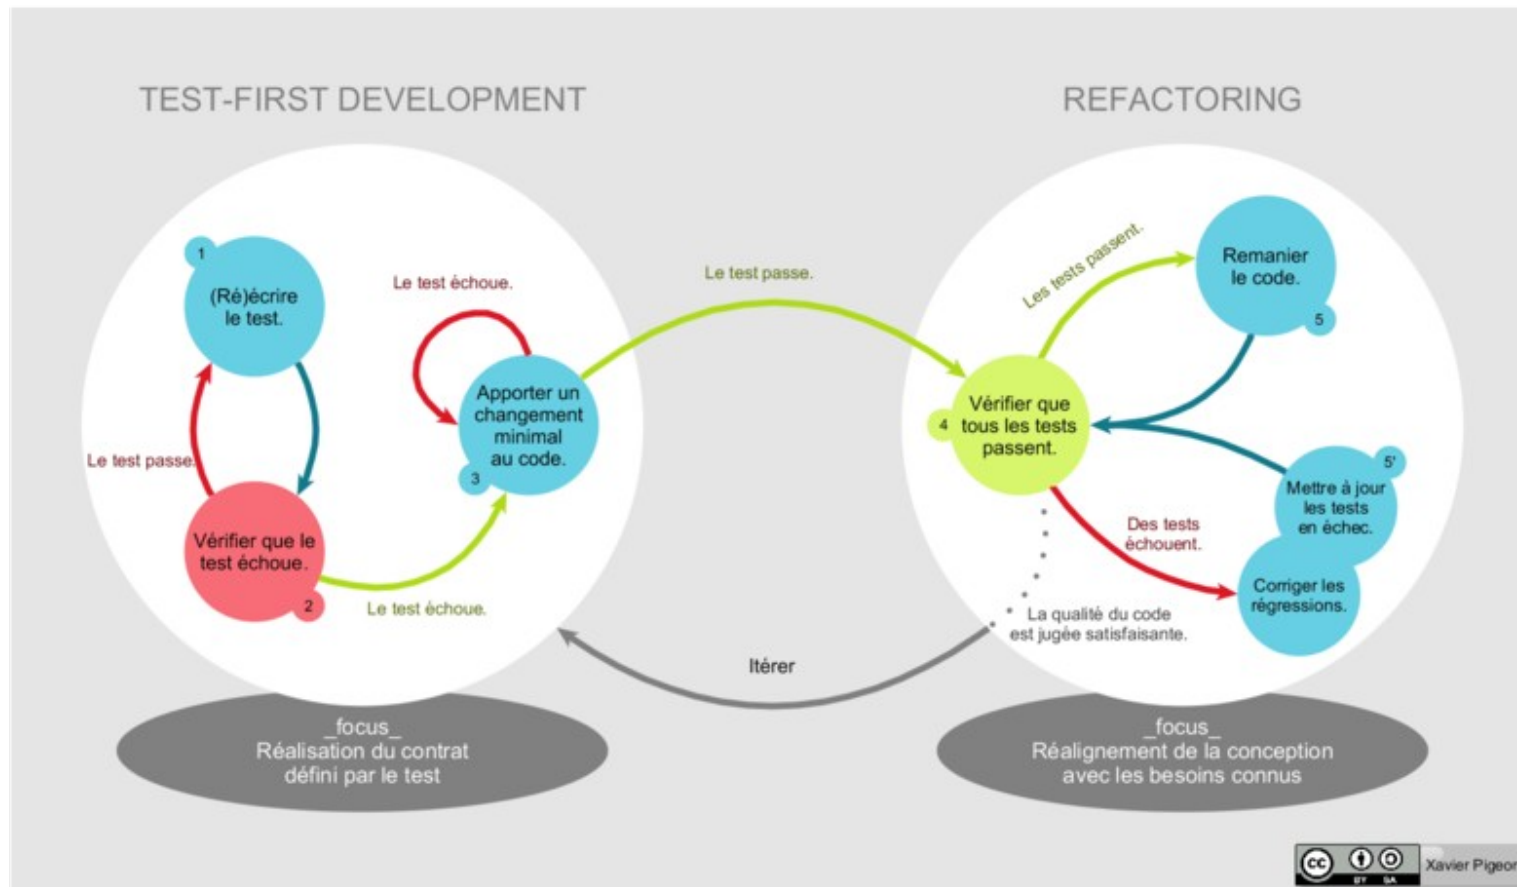 TEST-FIRST DEVELOPMENT
REFACTORING
1
(Ré)écrire
le test.
Le test passe.
Vérifier que le
test échoue.
2
Le test échoue.
Le test échoue.
Apporter un
changement
minimal
au code.
3
Le test passe.
Les tests passent.
Remanier
le code.
5
4
Vérifier que
tous les tests
passent.
5'
Mettre à jour
les tests
en échec.
Des tests
échouent.
Corriger les
régressions.
La qualité du code
est jugée satisfaisante.
Itérer
_focus_
Réalisation du contrat
défini par le test
_focus_
Réalignement de la conception
avec les besoins connus
cc
BY SA
Xavier Pigeon